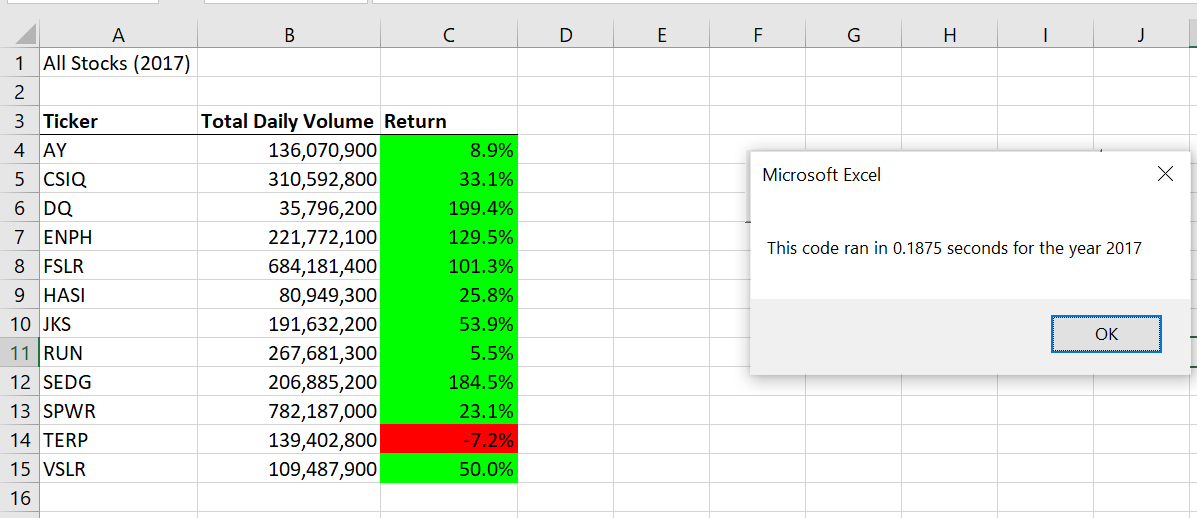 A B C D E F G H I J
1 All Stocks (2017)
2
3 Ticker Total Daily Volume Return
4 AY 136,070,900 8.9%
5 CSIQ 310,592,800 33.1%
6 DQ 35,796,200 199.4%
7 ENPH 221,772,100 129.5%
8 FSLR 684,181,400 101.3%
9 HASI 80,949,300 25.8%
10 JKS 191,632,200 53.9%
11 RUN 267,681,300 5.5%
12 SEDG 206,885,200 184.5%
13 SPWR 782,187,000 23.1%
14 TERP 139,402,800 -7.2%
15 VSLR 109,487,900 50.0%
16
Microsoft Excel
This code ran in 0.1875 seconds for the year 2017
OK